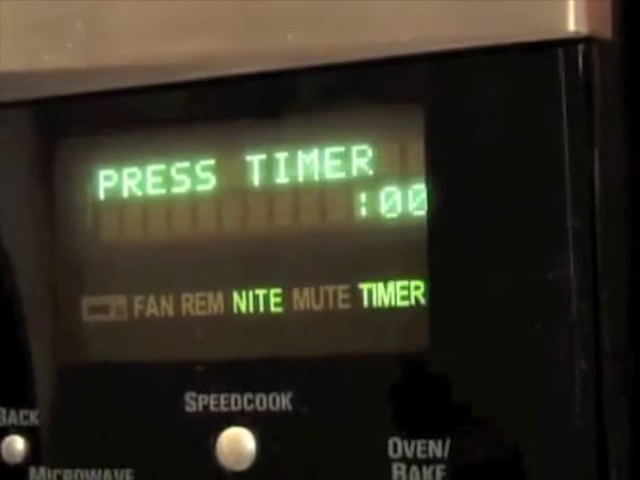 PRESS TIMER
:00
FAN REM NITE MUTE TIMER
SPEEDCOOK
BACK
OVEN/
BAKE
MICROWAVE